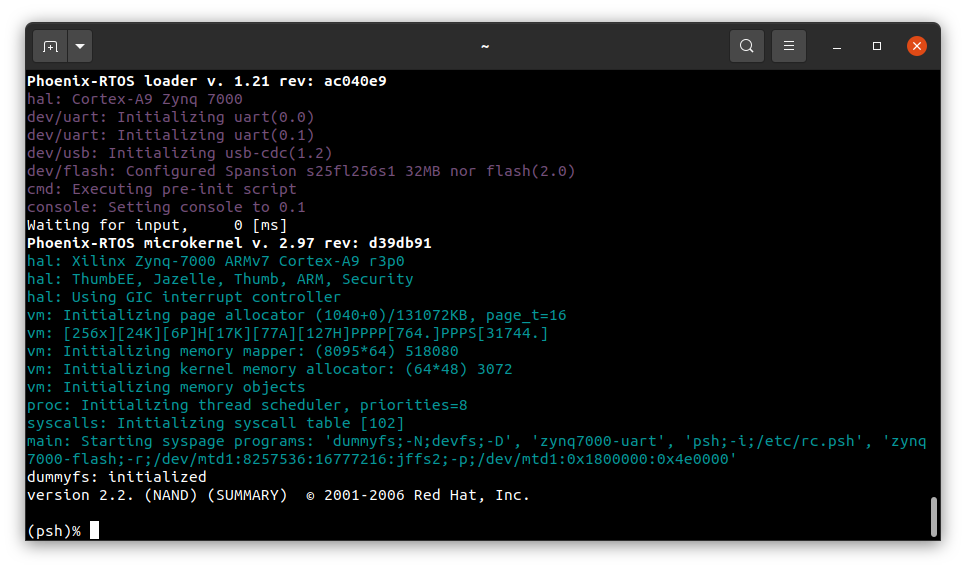 ~
Phoenix-RTOS loader v. 1.21 rev: ac040e9
hal: Cortex-A9 Zynq 7000
dev/uart: Initializing uart(0.0)
dev/uart: Initializing uart(0.1)
dev/usb: Initializing usb-cdc(1.2)
dev/flash: Configured Spansion s25fl256s1 32MB nor flash(2.0)
cmd: Executing pre-init script
console: Setting console to 0.1
Waiting for input,     0 [ms]
Phoenix-RTOS microkernel v. 2.97 rev: d39db91
hal: Xilinx Zynq-7000 ARMv7 Cortex-A9 r3p0
hal: ThumbEE, Jazelle, Thumb, ARM, Security
hal: Using GIC interrupt controller
vm: Initializing page allocator (1040+0)/131072KB, page_t=16
vm: [256x][24K][6P]H[17K][77A][127H]PPPP[764.]PPPS[31744.]
vm: Initializing memory mapper: (8095*64) 518080
vm: Initializing kernel memory allocator: (64*48) 3072
vm: Initializing memory objects
proc: Initializing thread scheduler, priorities=8
syscalls: Initializing syscall table [102]
main: Starting syspage programs: 'dummyfs;-N;devfs;-D', 'zynq7000-uart', 'psh;-i;/etc/rc.psh', 'zynq
7000-flash;-r;/dev/mtd1:8257536:16777216:jffs2;-p;/dev/mtd1:0x1800000:0x4e0000'
dummyfs: initialized
version 2.2. (NAND) (SUMMARY)  © 2001-2006 Red Hat, Inc.
(psh)%